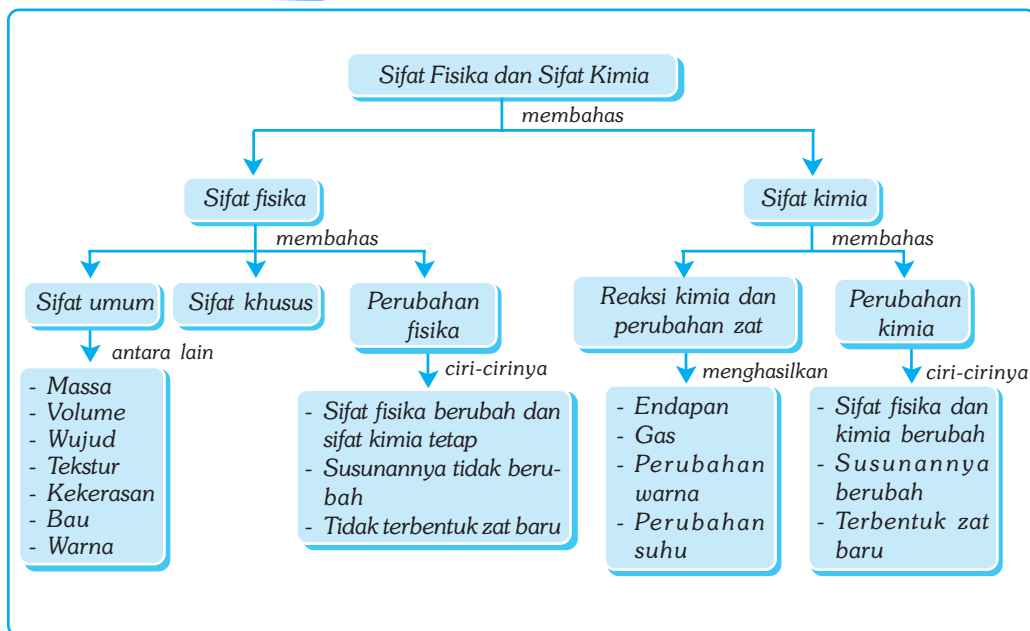 Sifat Fisika dan Sifat Kimia
membahas
Sifat fisika
membahas
Sifat umum
antara lain
- Massa
- Volume
- Wujud
- Tekstur
- Kekerasan
- Bau
- Warna
Sifat khusus
Perubahan
fisika
ciri-cirinya
- Sifat fisika berubah dan
sifat kimia tetap
- Susunannya tidak beru-
bah
- Tidak terbentuk zat baru
Sifat kimia
membahas
Reaksi kimia dan
perubahan zat
menghasilkan
- Endapan
- Gas
- Perubahan
warna
- Perubahan
suhu
Perubahan
kimia
ciri-cirinya
- Sifat fisika dan
kimia berubah
- Susunannya
berubah
- Terbentuk zat
baru